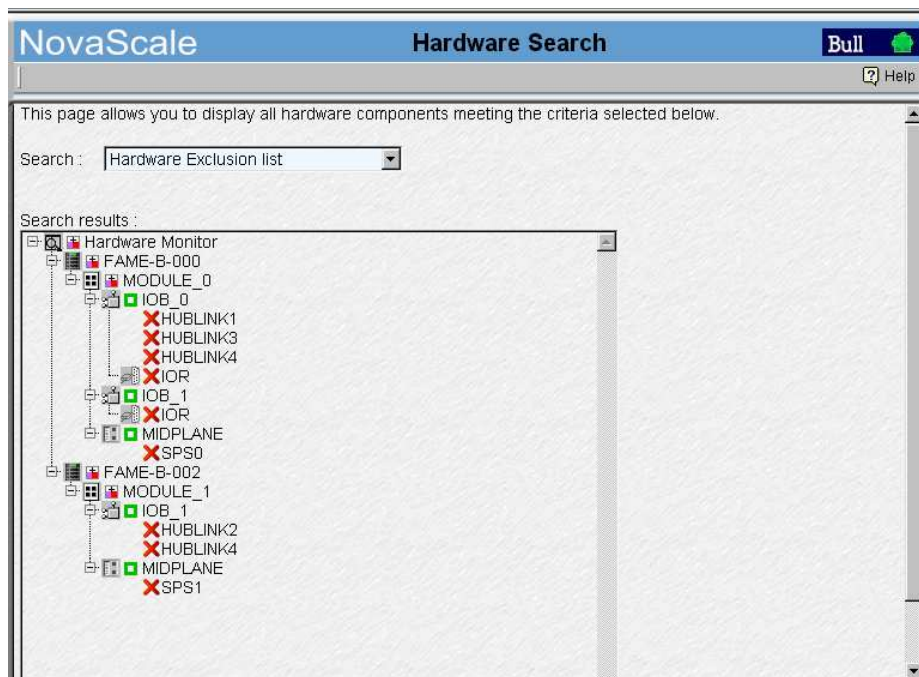 NovaScale Hardware Search Bull
Help
This page allows you to display all hardware components meeting the criteria selected below.
Search : Hardware Exclusion list
Search results :
Hardware Monitor
FAME-B-000
MODULE_0
IOB_0
HUBLINK1
HUBLINK3
HUBLINK4
IOR
IOB_1
IOR
MIDPLANE
SPS0
FAME-B-002
MODULE_1
IOB_1
HUBLINK2
HUBLINK4
MIDPLANE
SPS1